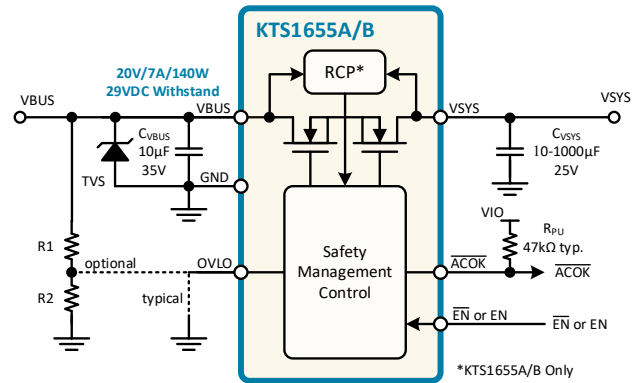 KTS1655A/B
20V/7A/140W
29VDC Withstand
RCP*
VBUS
VBUS
VSYS
VSYS
CVBUS
10µF
35V
TVS
GND
CVSYS
10-1000µF
25V
VIO
RPU
47kΩ typ.
R1
optional
OVLO
Safety
Management
Control
ACOK
ACOK
R2
typical
EN or EN
EN or EN
*KTS1655A/B Only